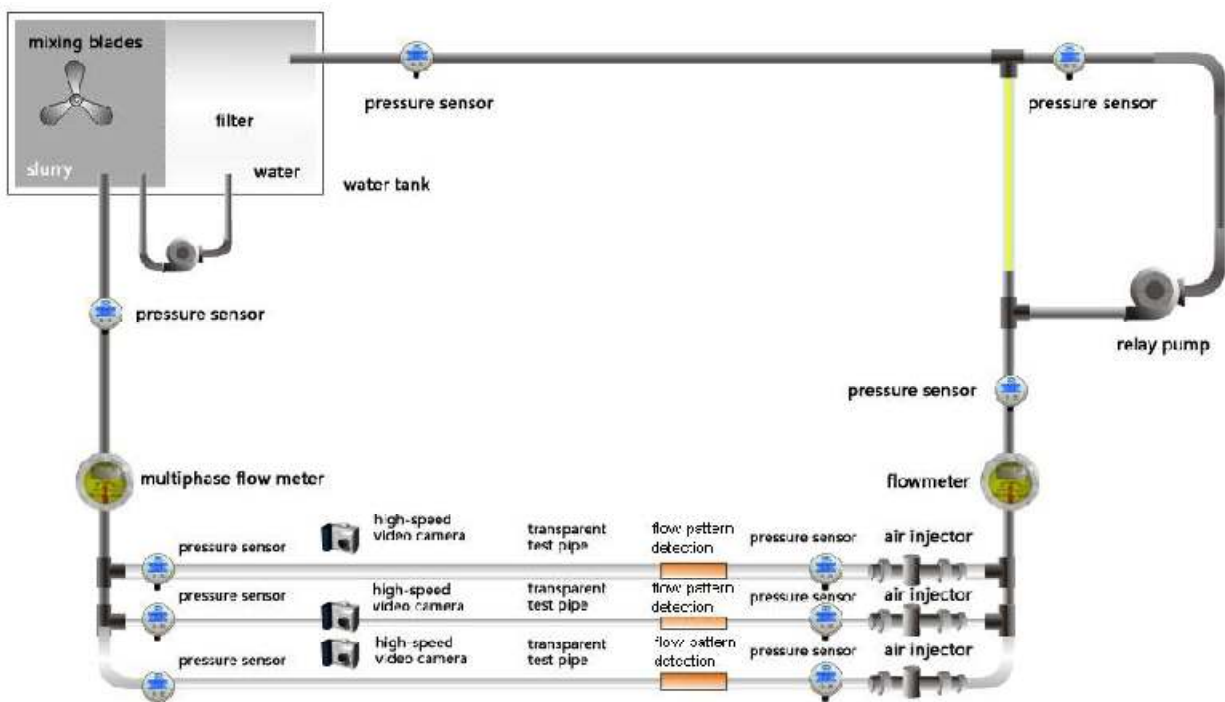 mixing blades
filter
slurry
water
water tank
pressure sensor
pressure sensor
pressure sensor
relay pump
pressure sensor
multiphase flow meter
flowmeter
pressure sensor
high-speed
video camera
transparent
test pipe
flow pattern
detection
pressure sensor
air injector
pressure sensor
high-speed
video camera
transparent
test pipe
flow pattern
detection
pressure sensor
air injector
pressure sensor
high-speed
video camera
transparent
test pipe
flow pattern
detection
pressure sensor
air injector